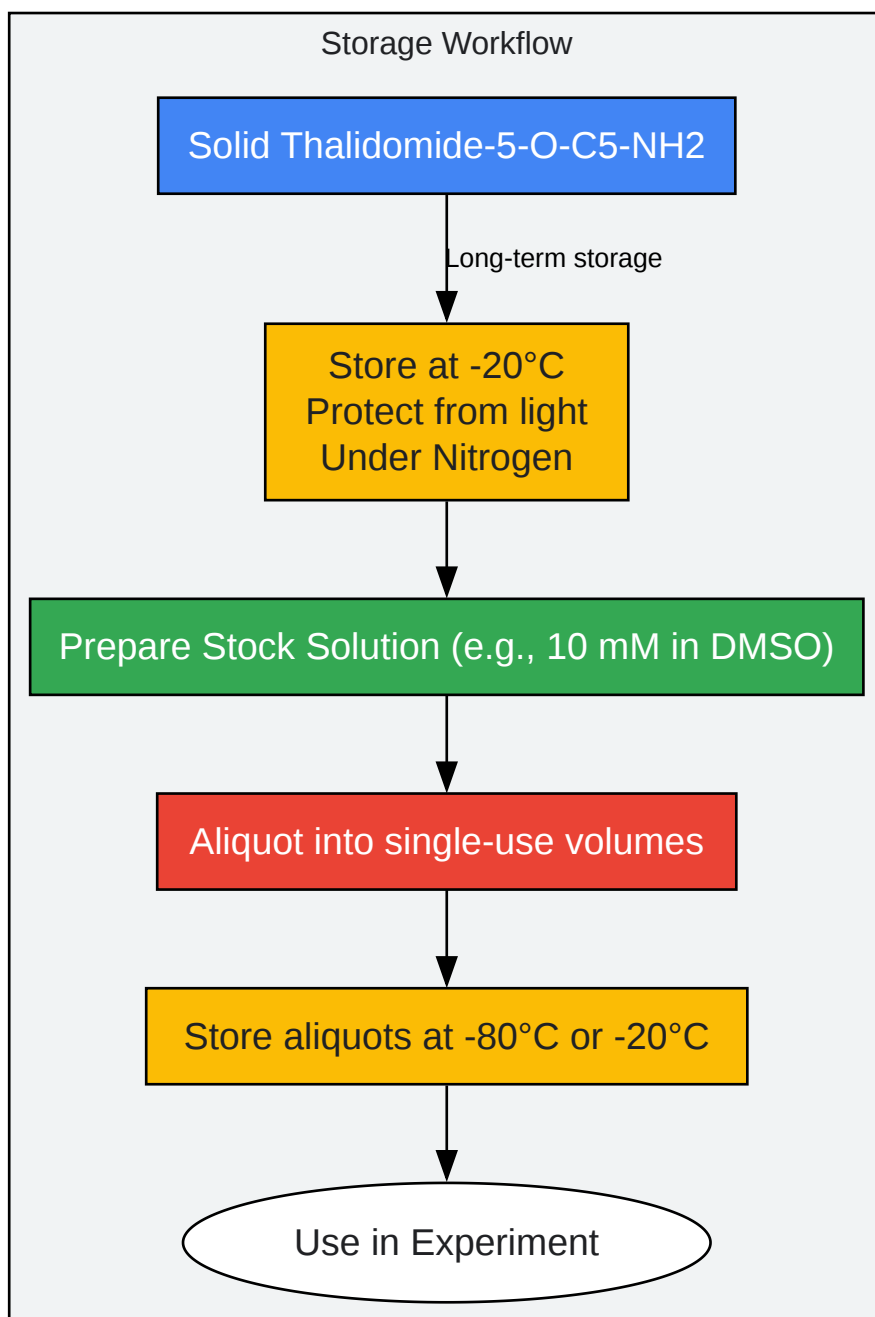 Storage Workflow
Solid Thalidomide-5-O-C5-NH2
Long-term storage
Store at -20°C
Protect from light
Under Nitrogen
Prepare Stock Solution (e.g., 10 mM in DMSO)
Aliquot into single-use volumes
Store aliquots at -80°C or -20°C
Use in Experiment